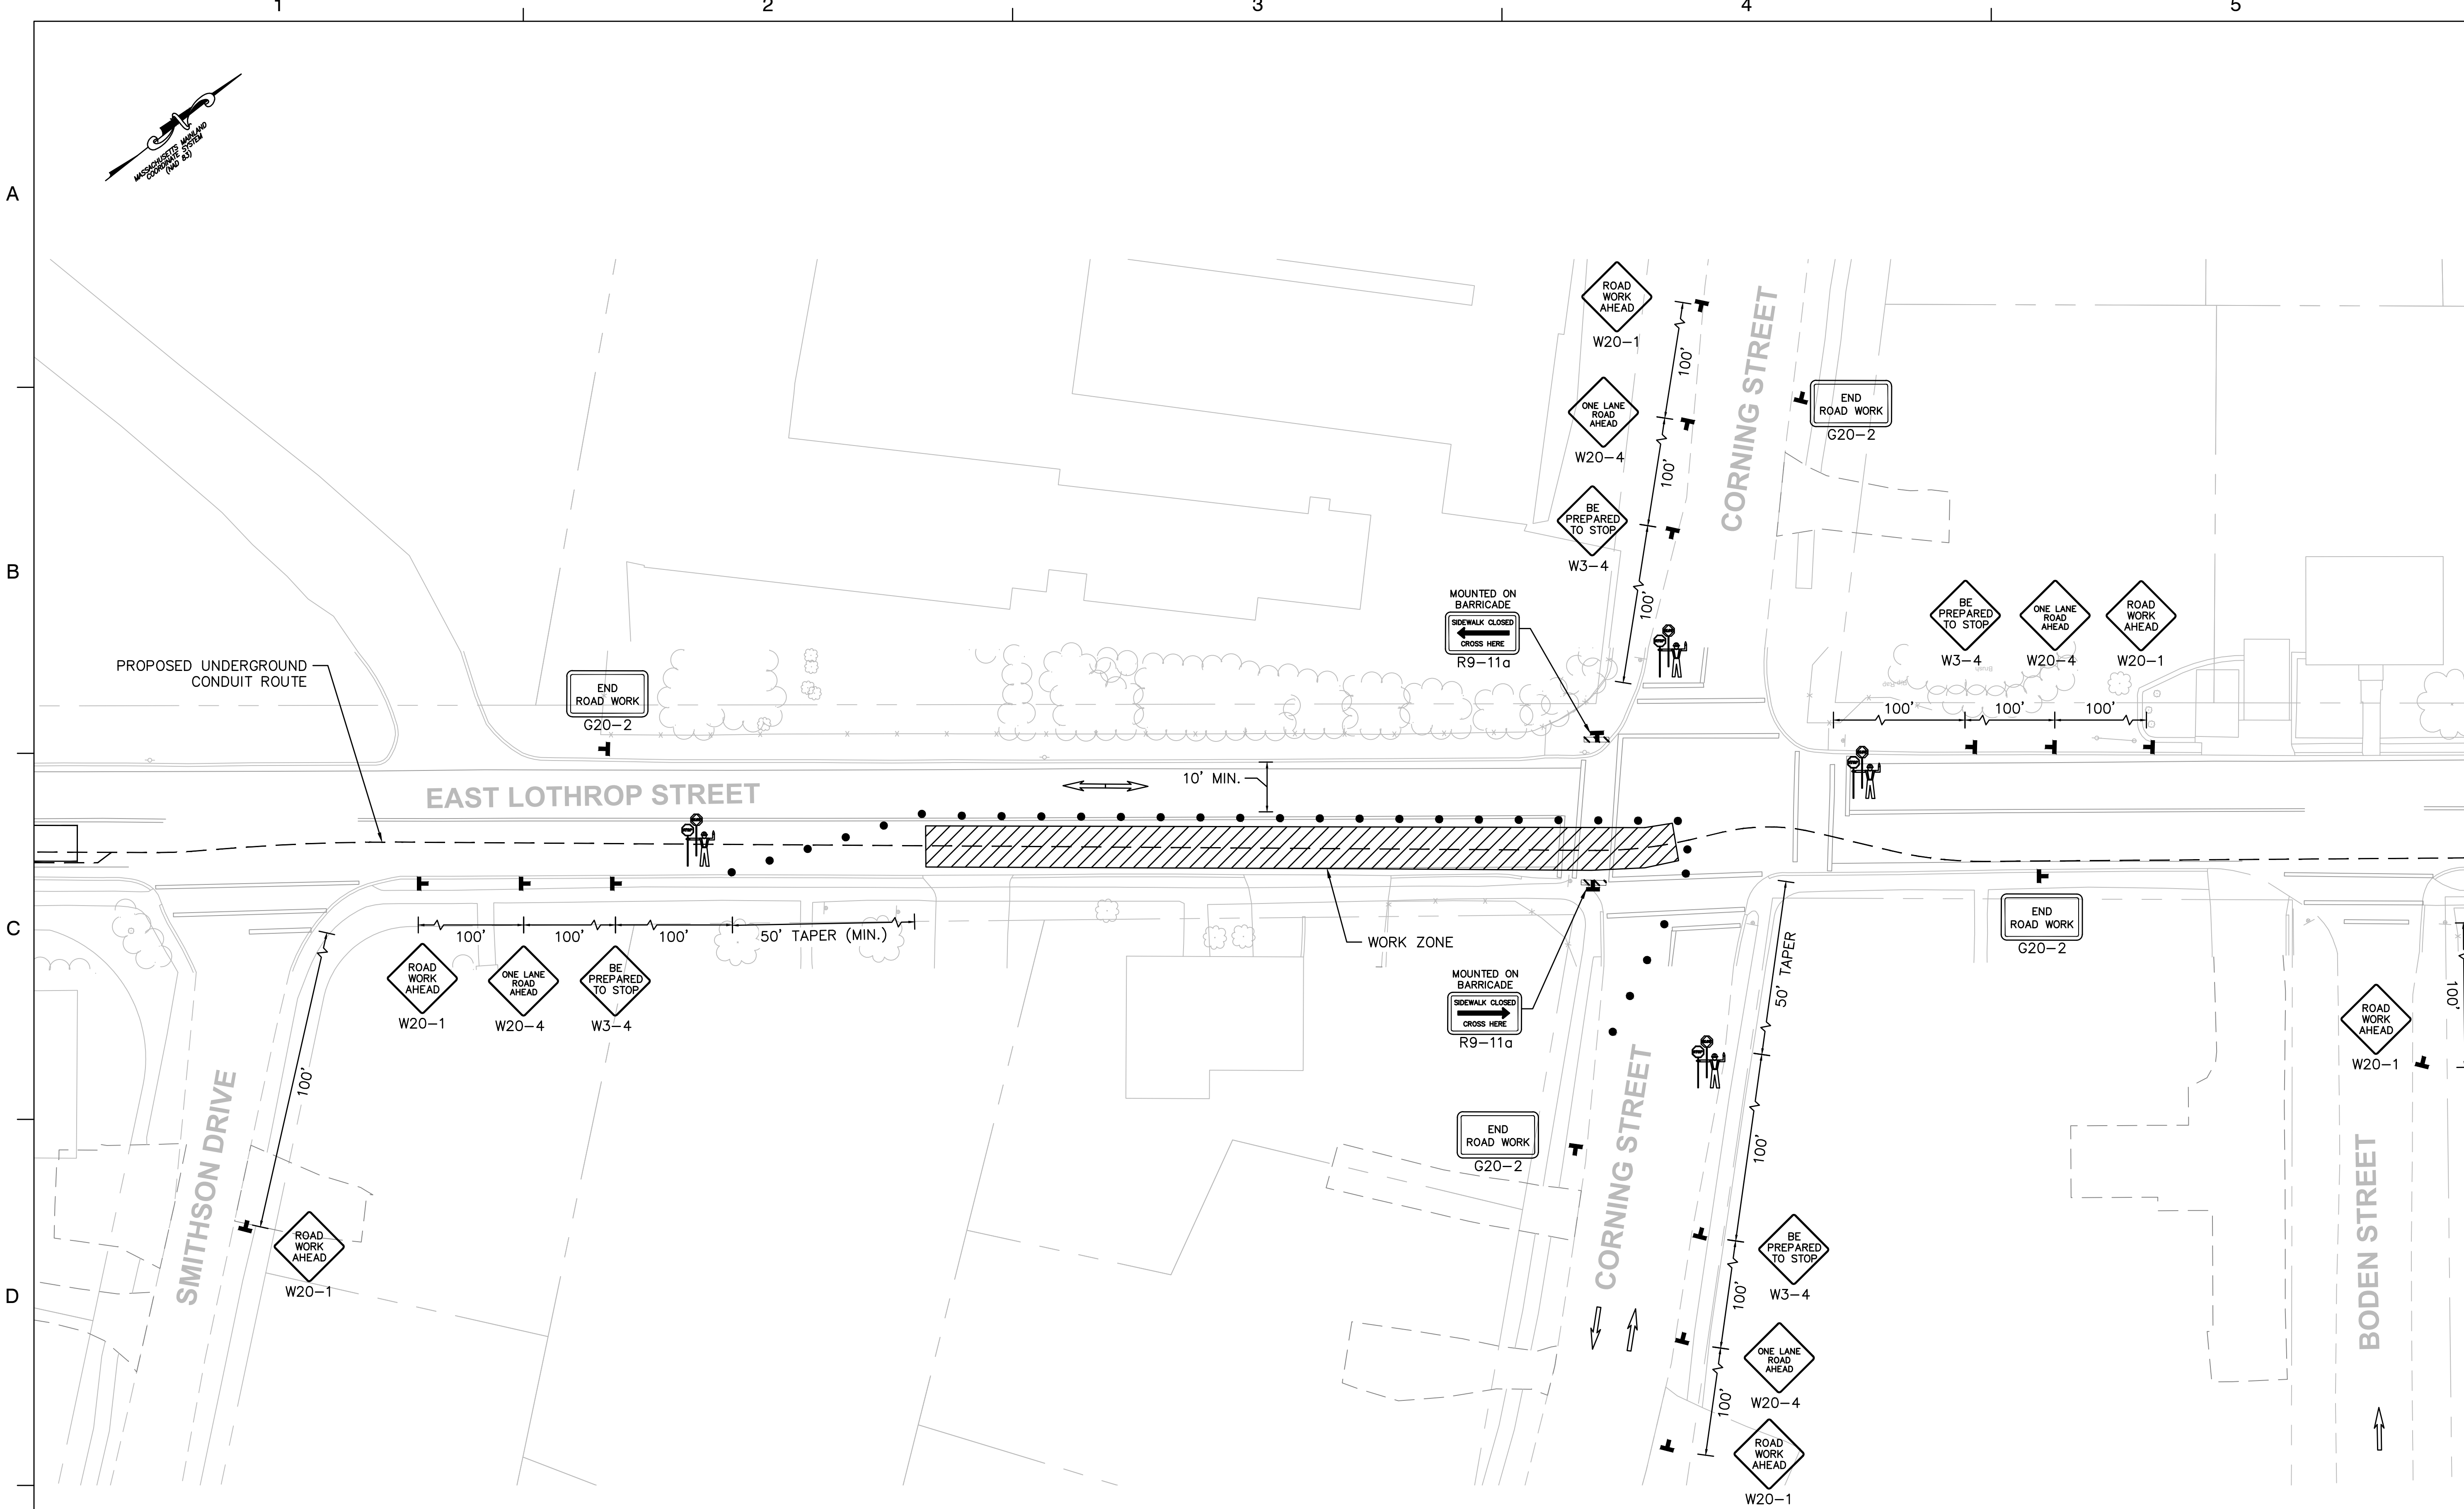 1 2 3 4 5
A
B
C
D
MASSACHUSETTS MAINLAND
COORDINATE SYSTEM
(NAD 83)
ROAD
WORK
AHEAD
W20-1
100'
ONE LANE
ROAD
AHEAD
W20-4
100'
BE
PREPARED
TO STOP
W3-4
100'
CORNING STREET
END
ROAD WORK
G20-2
MOUNTED ON
BARRICADE
SIDEWALK CLOSED
CROSS HERE
R9-11a
BE
PREPARED
TO STOP
W3-4
ONE LANE
ROAD
AHEAD
W20-4
ROAD
WORK
AHEAD
W20-1
100' 100' 100'
PROPOSED UNDERGROUND
CONDUIT ROUTE
END
ROAD WORK
G20-2
EAST LOTHROP STREET
10' MIN.
100' 100' 100' 50' TAPER (MIN.)
ROAD
WORK
AHEAD
W20-1
ONE LANE
ROAD
AHEAD
W20-4
BE
PREPARED
TO STOP
W3-4
WORK ZONE
MOUNTED ON
BARRICADE
SIDEWALK CLOSED
CROSS HERE
R9-11a
50' TAPER
END
ROAD WORK
G20-2
ROAD
WORK
AHEAD
W20-1
100'
100'
SMITHSON DRIVE
ROAD
WORK
AHEAD
W20-1
END
ROAD WORK
G20-2
CORNING STREET
100'
BE
PREPARED
TO STOP
W3-4
100'
ONE LANE
ROAD
AHEAD
W20-4
100'
ROAD
WORK
AHEAD
W20-1
BODEN STREET